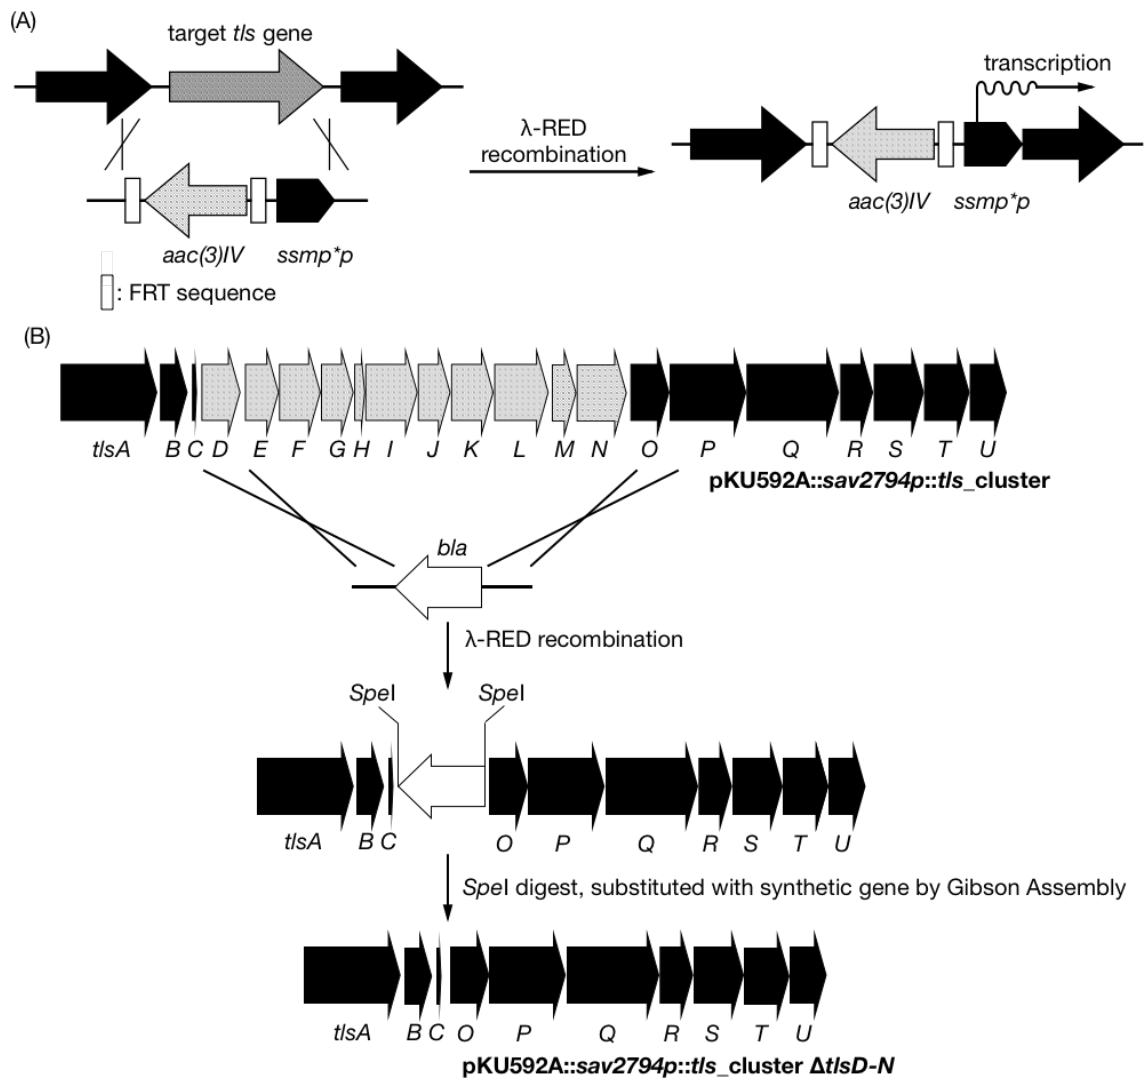 (A)
target tls gene
transcription
λ-RED
recombination
aac(3)IV ssmp*p
aac(3)IV ssmp*p
: FRT sequence
(B)
tlsA B C D E F G H I J K L M N O P Q R S T U
pKU592A::sav2794p::tls_cluster
bla
λ-RED recombination
SpeI SpeI
tlsA B C O P Q R S T U
SpeI digest, substituted with synthetic gene by Gibson Assembly
tlsA B C O P Q R S T U
pKU592A::sav2794p::tls_cluster ΔtlsD-N